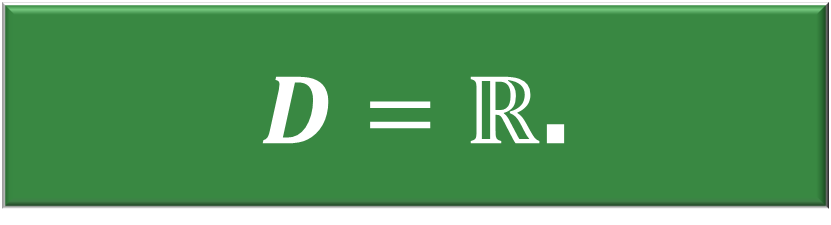 D = ℝ.